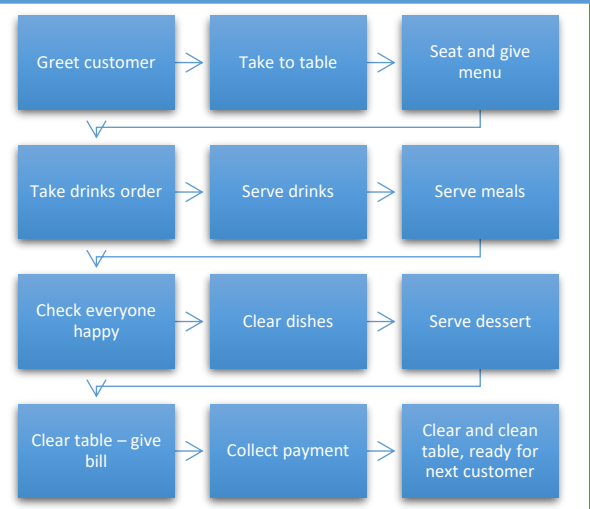 Greet customer
Take to table
Seat and give
menu
Take drinks order
Serve drinks
Serve meals
Check everyone
happy
Clear dishes
Serve dessert
Clear table – give
bill
Collect payment
Clear and clean
table, ready for
next customer